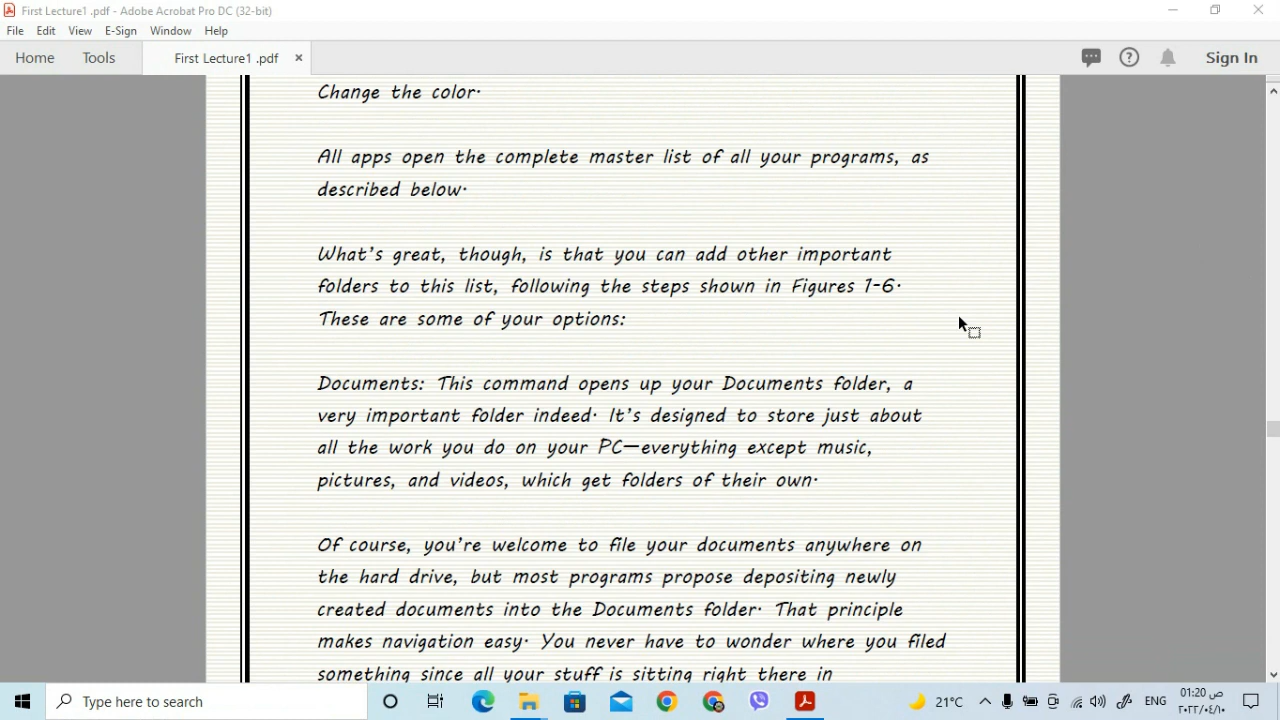 First Lecture1 .pdf - Adobe Acrobat Pro DC (32-bit)
File Edit View E-Sign Window Help
Home Tools First Lecture1 .pdf × Sign In
Change the color.
All apps open the complete master list of all your programs, as
described below.
What's great, though, is that you can add other important
folders to this list, following the steps shown in Figures 1-6.
These are some of your options:
Documents: This command opens up your Documents folder, a
very important folder indeed. It's designed to store just about
all the work you do on your PC—everything except music,
pictures, and videos, which get folders of their own.
Of course, you're welcome to file your documents anywhere on
the hard drive, but most programs propose depositing newly
created documents into the Documents folder. That principle
makes navigation easy. You never have to wonder where you filed
something since all your stuff is sitting right there in
Type here to search 21°C ENG 01:20 ص
٢٠٢٢/٠٤/١٠